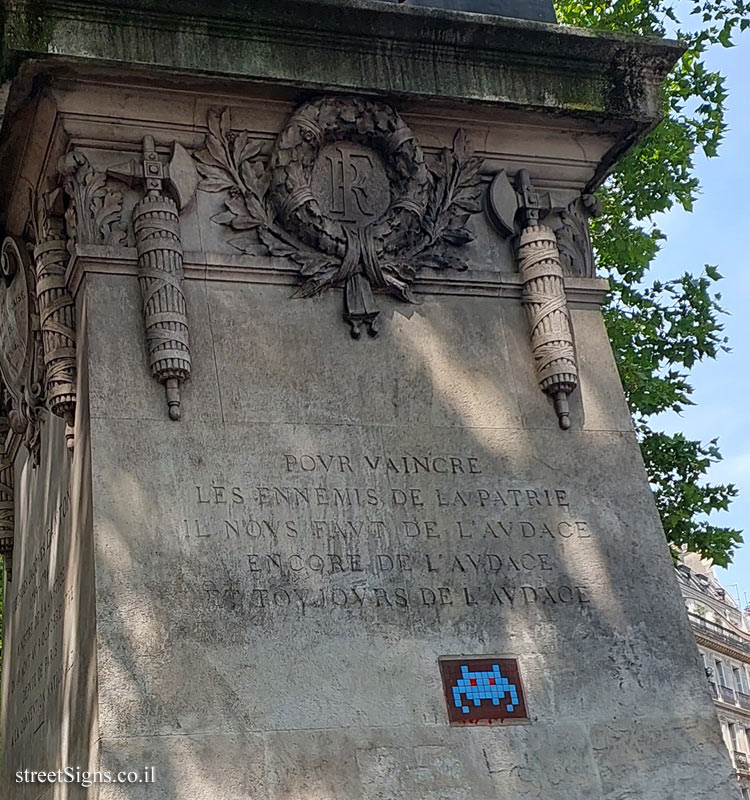 RF
POVR VAINCRE
LES ENNEMIS DE LA PATRIE
IL NOVS FAVT DE L'AVDACE
ENCORE DE L'AVDACE
ET TOVJOVRS DE L'AVDACE
streetSigns.co.il